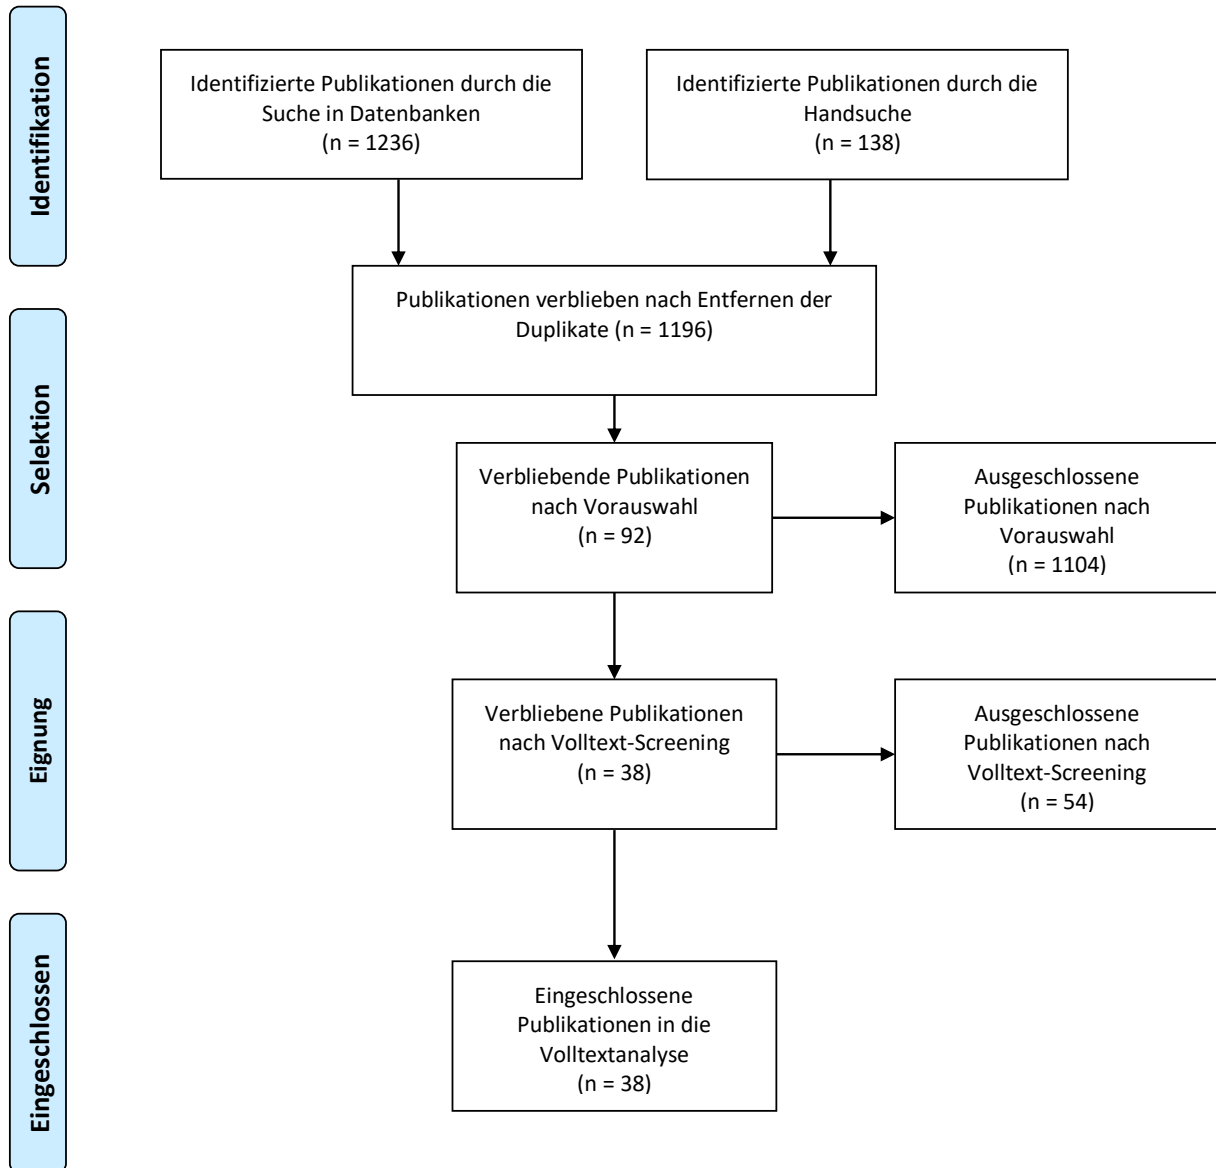 Identifikation
Identifizierte Publikationen durch die
Suche in Datenbanken
(n = 1236)
Identifizierte Publikationen durch die
Handsuche
(n = 138)
Publikationen verblieben nach Entfernen der
Duplikate (n = 1196)
Selektion
Verbliebende Publikationen
nach Vorauswahl
(n = 92)
Ausgeschlossene
Publikationen nach
Vorauswahl
(n = 1104)
Eignung
Verbliebene Publikationen
nach Volltext-Screening
(n = 38)
Ausgeschlossene
Publikationen nach
Volltext-Screening
(n = 54)
Eingeschlossen
Eingeschlossene
Publikationen in die
Volltextanalyse
(n = 38)